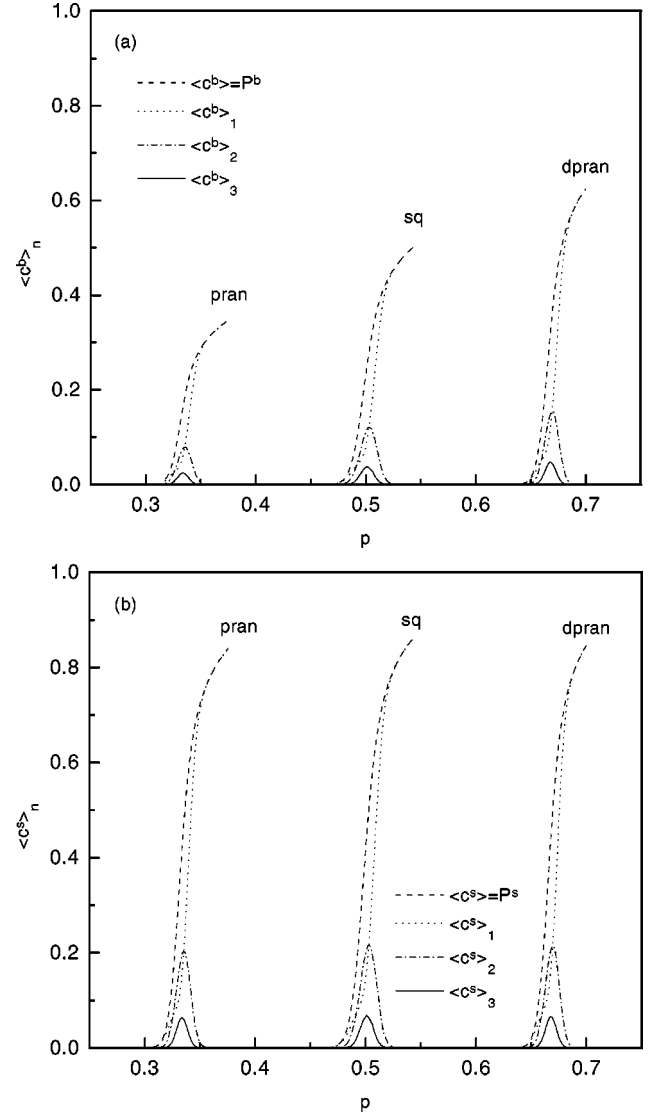 1.0
(a)
<c^b>=P^b
<c^b>_1
0.8
<c^b>_2
<c^b>_3
dpran
0.6
sq
<c^b>_n
0.4
pran
0.2
0.0
0.3 0.4 0.5 0.6 0.7
p
1.0
(b)
pran sq dpran
0.8
0.6
<c^s>_n
0.4
<c^s>=P^s
<c^s>_1
0.2
<c^s>_2
<c^s>_3
0.0
0.3 0.4 0.5 0.6 0.7
p